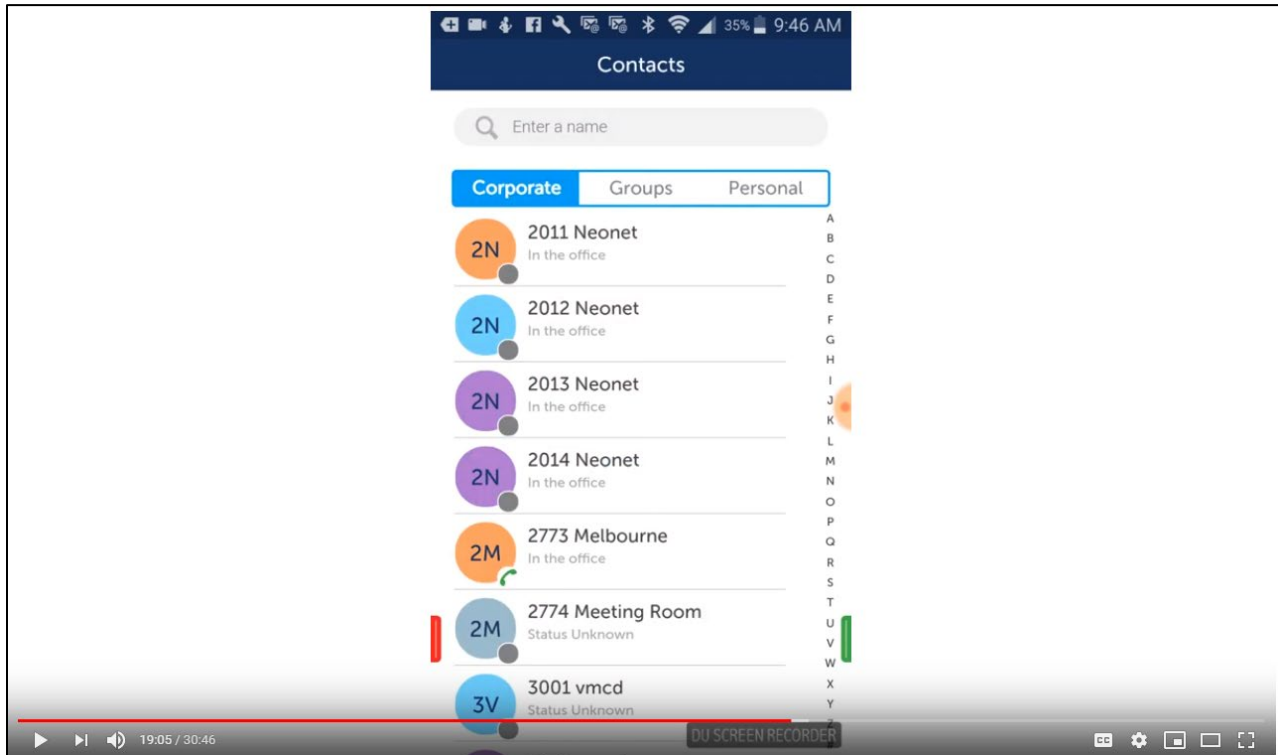 35% 9:46 AM
Contacts
Enter a name
Corporate Groups Personal
2N
2011 Neonet
In the office
2N
2012 Neonet
In the office
2N
2013 Neonet
In the office
2N
2014 Neonet
In the office
2M
2773 Melbourne
In the office
2M
2774 Meeting Room
Status Unknown
3V
3001 vmcd
Status Unknown
A
B
C
D
E
F
G
H
I
J
K
L
M
N
O
P
Q
R
S
T
U
V
W
X
Y
Z
DU SCREEN RECORDER
19:05 / 30:46
CC